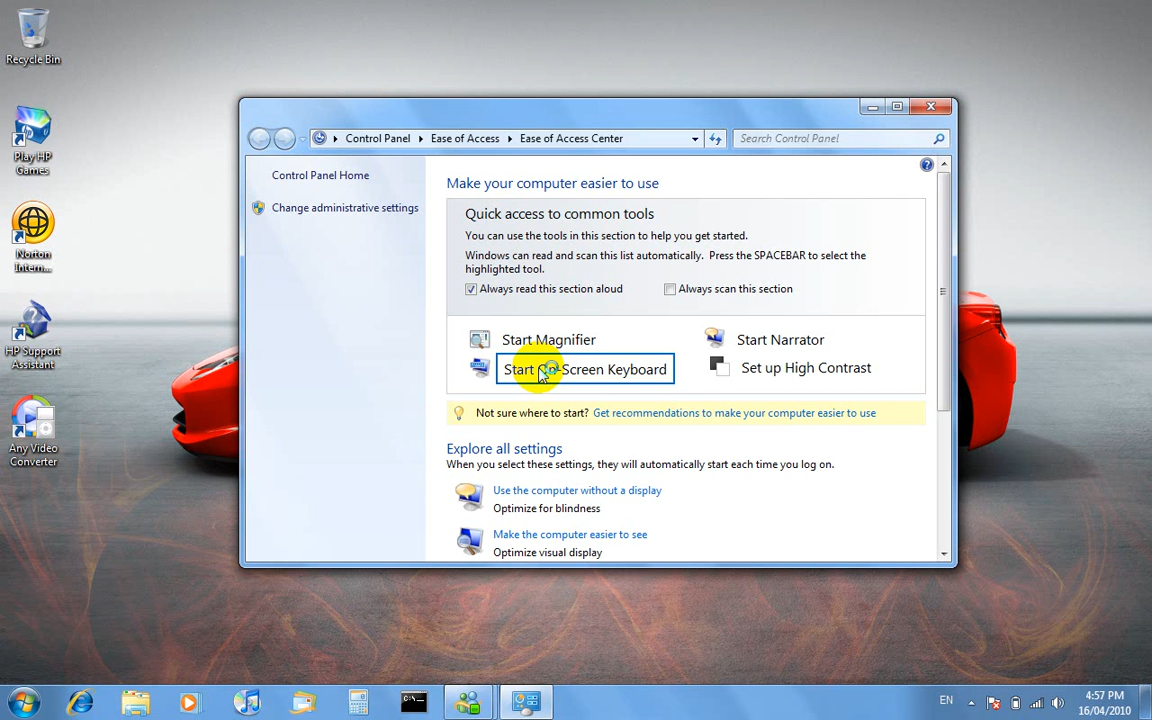 Recycle Bin
Play HP
Games
Norton
Intern...
HP Support
Assistant
Any Video
Converter
Control Panel
Ease of Access
Ease of Access Center
Search Control Panel
Control Panel Home
Change administrative settings
Make your computer easier to use
Quick access to common tools
You can use the tools in this section to help you get started.
Windows can read and scan this list automatically. Press the SPACEBAR to select the
highlighted tool.
Always read this section aloud
Always scan this section
Start Magnifier
Start Narrator
Start On-Screen Keyboard
Set up High Contrast
Not sure where to start? Get recommendations to make your computer easier to use
Explore all settings
When you select these settings, they will automatically start each time you log on.
Use the computer without a display
Optimize for blindness
Make the computer easier to see
Optimize visual display
C:\_
EN
4:57 PM
16/04/2010